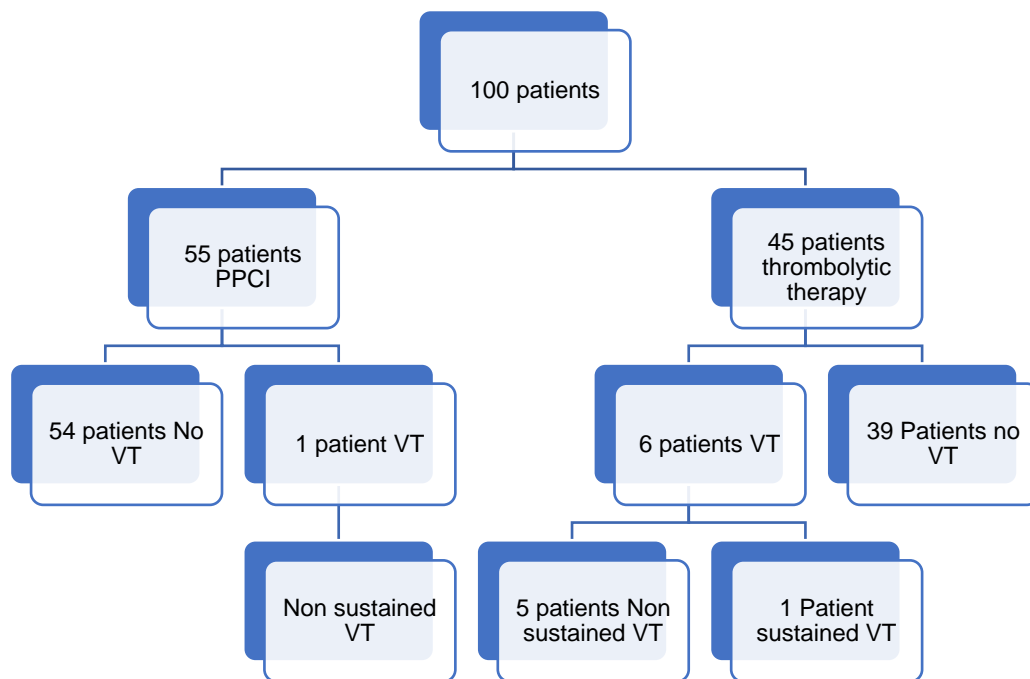 100 patients
55 patients
PPCI
45 patients
thrombolytic
therapy
54 patients No
VT
1 patient VT
6 patients VT
39 Patients no
VT
Non sustained
VT
5 patients Non
sustained VT
1 Patient
sustained VT